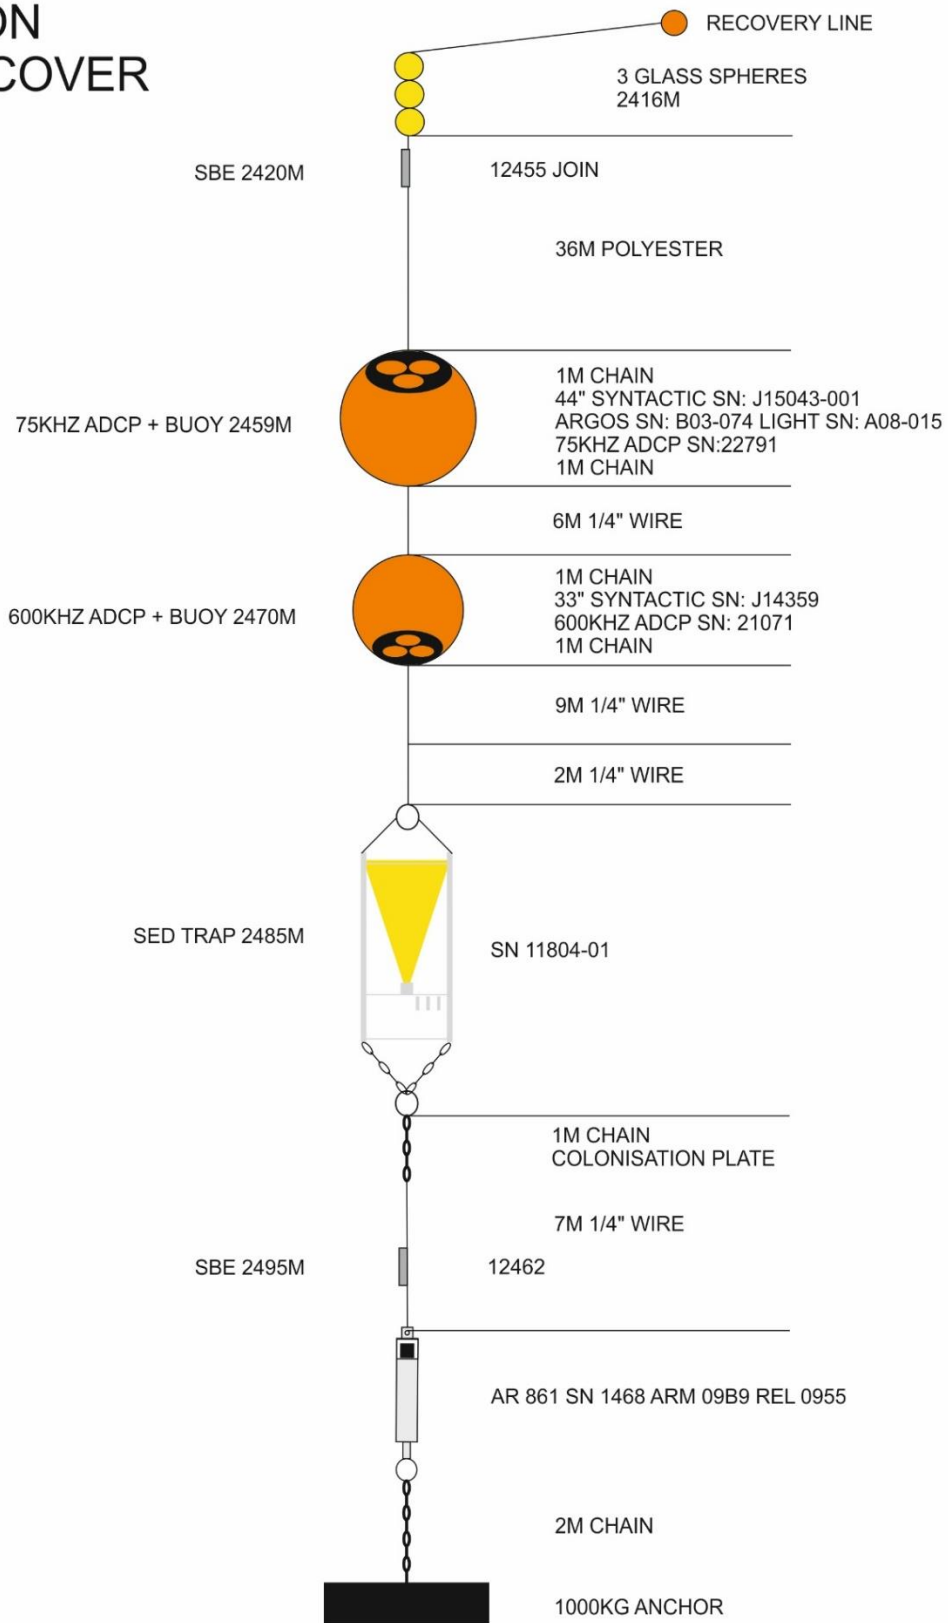 ON
COVER
RECOVERY LINE
3 GLASS SPHERES
2416M
SBE 2420M
12455 JOIN
36M POLYESTER
75KHZ ADCP + BUOY 2459M
1M CHAIN
44" SYNTACTIC SN: J15043-001
ARGOS SN: B03-074 LIGHT SN: A08-015
75KHZ ADCP SN:22791
1M CHAIN
6M 1/4" WIRE
600KHZ ADCP + BUOY 2470M
1M CHAIN
33" SYNTACTIC SN: J14359
600KHZ ADCP SN: 21071
1M CHAIN
9M 1/4" WIRE
2M 1/4" WIRE
SED TRAP 2485M
SN 11804-01
1M CHAIN
COLONISATION PLATE
7M 1/4" WIRE
SBE 2495M
12462
AR 861 SN 1468 ARM 09B9 REL 0955
2M CHAIN
1000KG ANCHOR